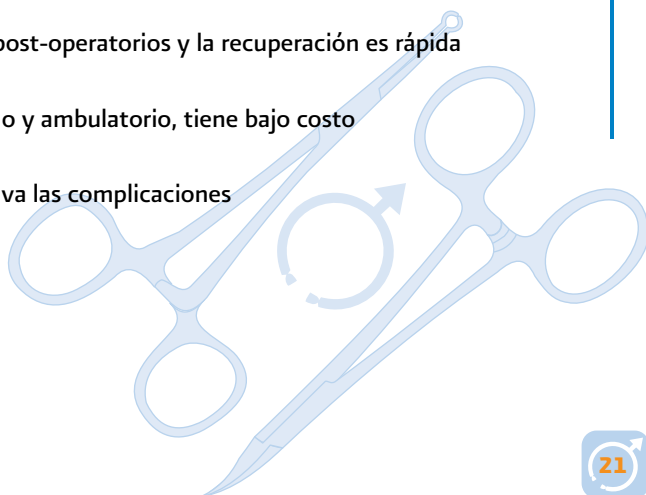 post-operatorios y la recuperación es rápida
o y ambulatorio, tiene bajo costo
va las complicaciones
21